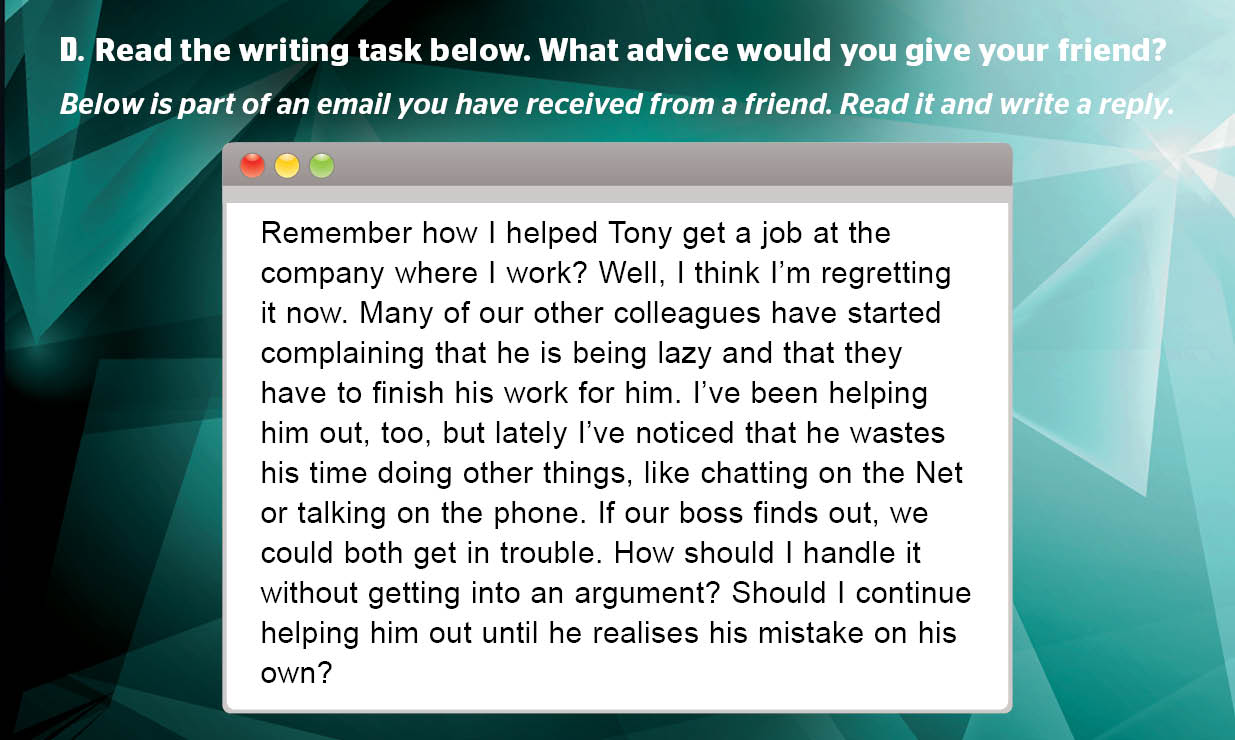 D. Read the writing task below. What advice would you give your friend?
Below is part of an email you have received from a friend. Read it and write a reply.
Remember how I helped Tony get a job at the
company where I work? Well, I think I’m regretting
it now. Many of our other colleagues have started
complaining that he is being lazy and that they
have to finish his work for him. I’ve been helping
him out, too, but lately I’ve noticed that he wastes
his time doing other things, like chatting on the Net
or talking on the phone. If our boss finds out, we
could both get in trouble. How should I handle it
without getting into an argument? Should I continue
helping him out until he realises his mistake on his
own?